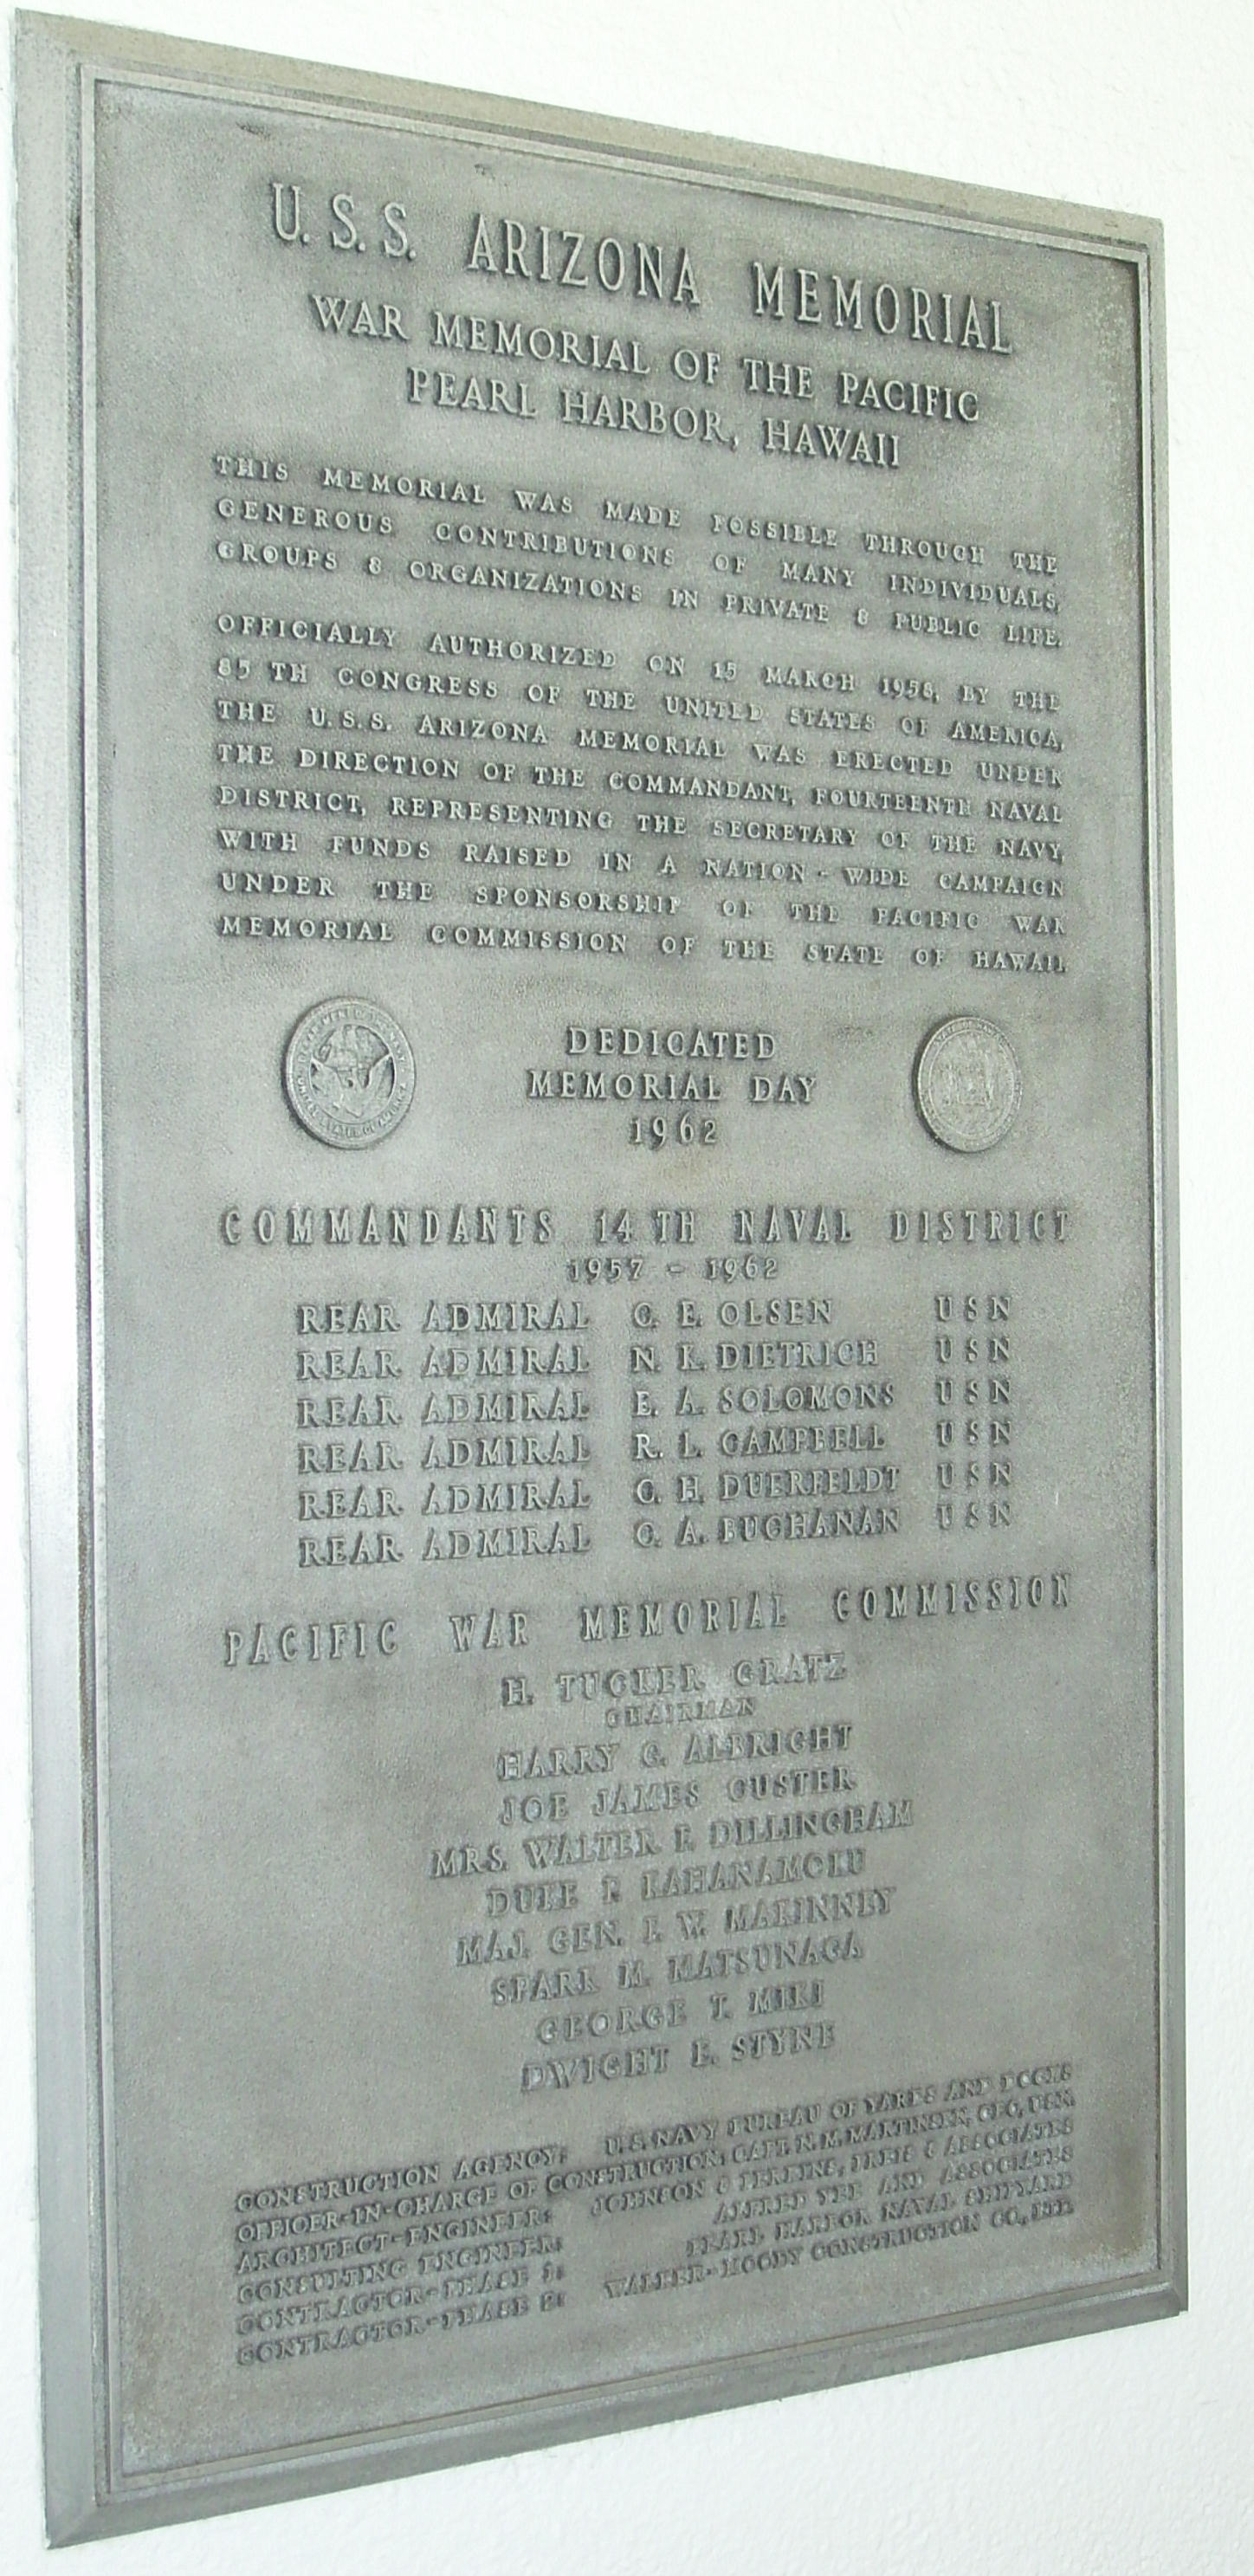 U.S.S. ARIZONA MEMORIAL
WAR MEMORIAL OF THE PACIFIC
PEARL HARBOR, HAWAII
THIS MEMORIAL WAS MADE POSSIBLE THROUGH THE
GENEROUS CONTRIBUTIONS OF MANY INDIVIDUALS,
GROUPS & ORGANIZATIONS IN PRIVATE & PUBLIC LIFE.
OFFICIALLY AUTHORIZED ON 15 MARCH 1958, BY THE
85 TH CONGRESS OF THE UNITED STATES OF AMERICA,
THE U.S.S. ARIZONA MEMORIAL WAS ERECTED UNDER
THE DIRECTION OF THE COMMANDANT, FOURTEENTH NAVAL
DISTRICT, REPRESENTING THE SECRETARY OF THE NAVY,
WITH FUNDS RAISED IN A NATION - WIDE CAMPAIGN
UNDER THE SPONSORSHIP OF THE PACIFIC WAR
MEMORIAL COMMISSION OF THE STATE OF HAWAII.
DEDICATED
MEMORIAL DAY
1962
COMMANDANTS 14 TH NAVAL DISTRICT
1957 - 1962
REAR ADMIRAL C. E. OLSEN USN
REAR ADMIRAL N. K. DIETRICH USN
REAR ADMIRAL E. A. SOLOMONS USN
REAR ADMIRAL R. L. CAMPBELL USN
REAR ADMIRAL C. H. DUERFELDT USN
REAR ADMIRAL C. A. BUCHANAN USN
PACIFIC WAR MEMORIAL COMMISSION
H. TUCKER GRATZ
CHAIRMAN
HARRY C. ALBRIGHT
JOE JAMES CUSTER
MRS. WALTER F. DILLINGHAM
DUKE P. KAHANAMOKU
MAJ. GEN. F. W. MAKINNEY
SPARK M. MATSUNAGA
GEORGE T. MIKI
DWIGHT E. STYNE
CONSTRUCTION AGENCY: U.S. NAVY BUREAU OF YARDS AND DOCKS
OFFICER-IN-CHARGE OF CONSTRUCTION: CAPT. N. M. MARTINSEN, CEC, USN
ARCHITECT-ENGINEER: JOHNSON & PERKINS, PREIS & ASSOCIATES
CONSULTING ENGINEER: ALFRED YEE AND ASSOCIATES
CONTRACTOR-PHASE 1: PEARL HARBOR NAVAL SHIPYARD
CONTRACTOR-PHASE 2: WALKER-MOODY CONSTRUCTION CO., LTD.